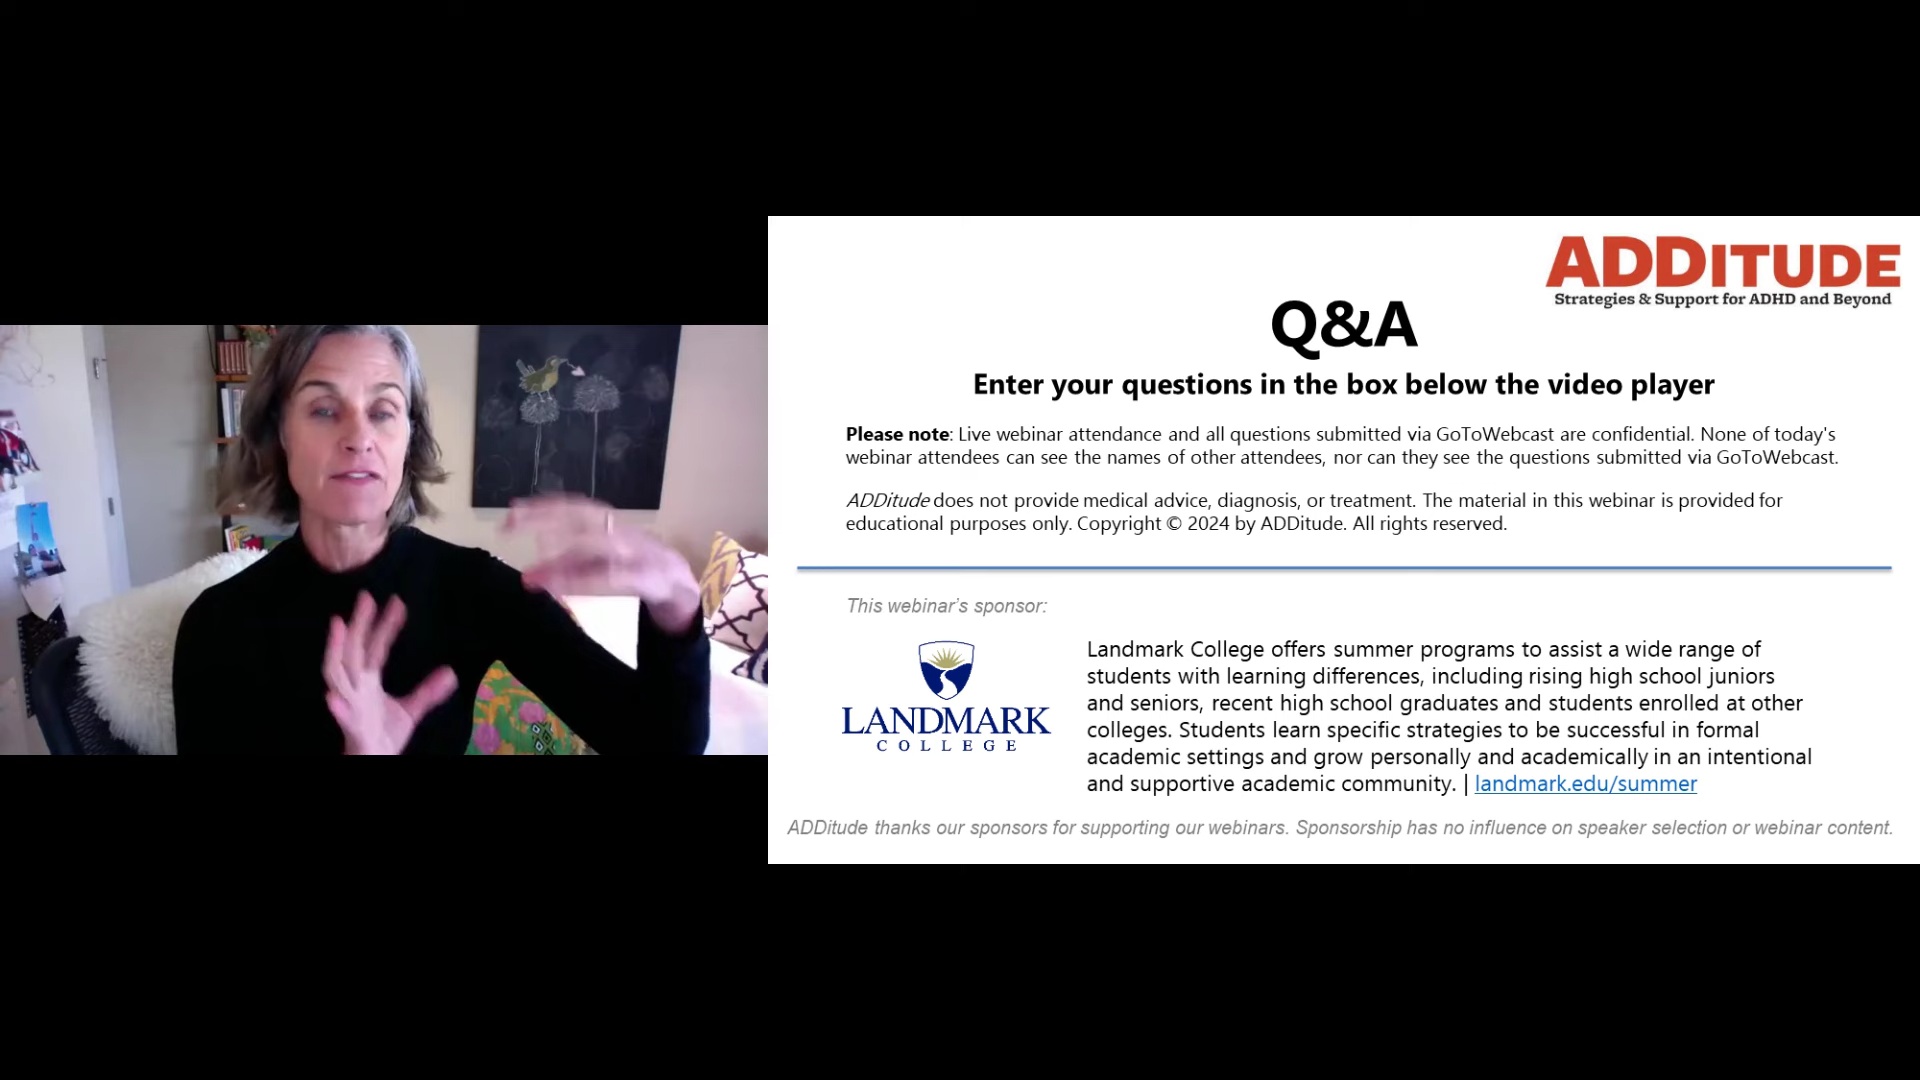 ADDITUDE
Strategies & Support for ADHD and Beyond
Q&A
Enter your questions in the box below the video player
Please note: Live webinar attendance and all questions submitted via GoToWebcast are confidential. None of today's
webinar attendees can see the names of other attendees, nor can they see the questions submitted via GoToWebcast.
ADDitude does not provide medical advice, diagnosis, or treatment. The material in this webinar is provided for
educational purposes only. Copyright © 2024 by ADDitude. All rights reserved.
This webinar's sponsor:
LANDMARK
COLLEGE
Landmark College offers summer programs to assist a wide range of
students with learning differences, including rising high school juniors
and seniors, recent high school graduates and students enrolled at other
colleges. Students learn specific strategies to be successful in formal
academic settings and grow personally and academically in an intentional
and supportive academic community. | landmark.edu/summer
ADDitude thanks our sponsors for supporting our webinars. Sponsorship has no influence on speaker selection or webinar content.